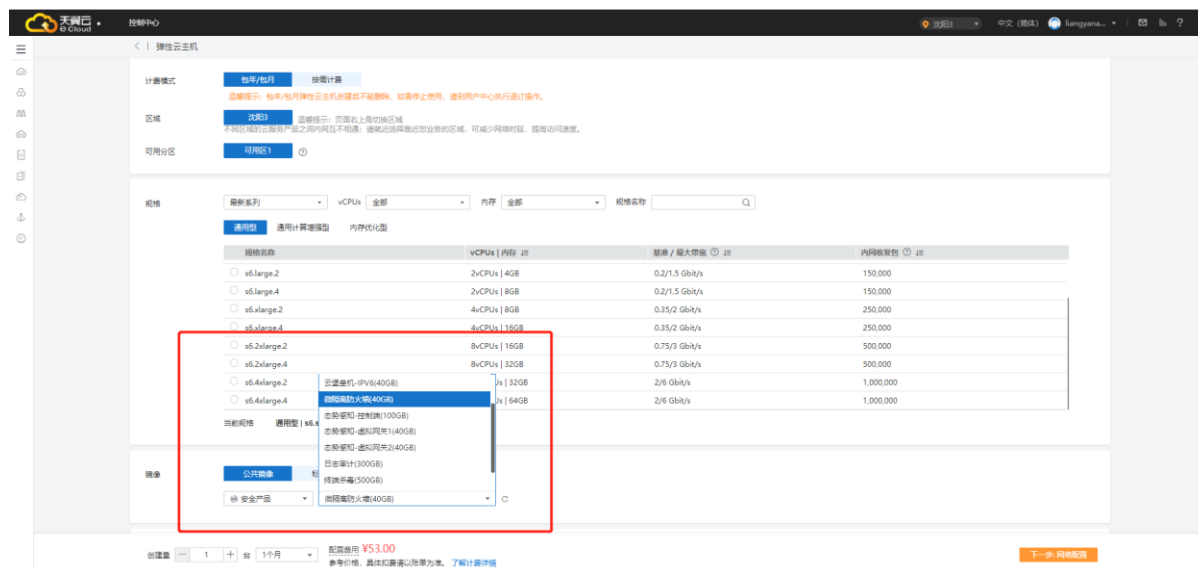 天翼云
e Cloud
控制中心
沈阳3
中文 (简体)
liangyana...
弹性云主机
计费模式
包年/包月
按需计费
温馨提示：包年/包月弹性云主机创建后不能删除，如需停止使用，请到用户中心执行退订操作。
区域
沈阳3
温馨提示：页面右上角切换区域
不同区域的云服务产品之间内网互不相通；请就近选择靠近您业务的区域，可减少网络时延，提高访问速度。
可用分区
可用区1
规格
最新系列
vCPUs
全部
内存
全部
规格名称
通用型
通用计算增强型
内存优化型
规格名称 vCPUs | 内存 基准 / 最大带宽 内网收发包
s6.large.2 2vCPUs | 4GB 0.2/1.5 Gbit/s 150,000
s6.large.4 2vCPUs | 8GB 0.2/1.5 Gbit/s 150,000
s6.xlarge.2 4vCPUs | 8GB 0.35/2 Gbit/s 250,000
s6.xlarge.4 4vCPUs | 16GB 0.35/2 Gbit/s 250,000
s6.2xlarge.2 8vCPUs | 16GB 0.75/3 Gbit/s 500,000
s6.2xlarge.4 8vCPUs | 32GB 0.75/3 Gbit/s 500,000
s6.4xlarge.2 Js | 32GB 2/6 Gbit/s 1,000,000
s6.4xlarge.4 Js | 64GB 2/6 Gbit/s 1,000,000
云堡垒机-IPV6(40GB)
微隔离防火墙(40GB)
态势感知-控制端(100GB)
态势感知-虚拟网关1(40GB)
态势感知-虚拟网关2(40GB)
日志审计(300GB)
终端杀毒(500GB)
当前规格
通用型 | s6.s
镜像
公共镜像
安全产品
微隔离防火墙(40GB)
创建量
1
台
1个月
配置费用 ¥53.00
参考价格，具体扣费请以账单为准。 了解计费详情
下一步: 网络配置